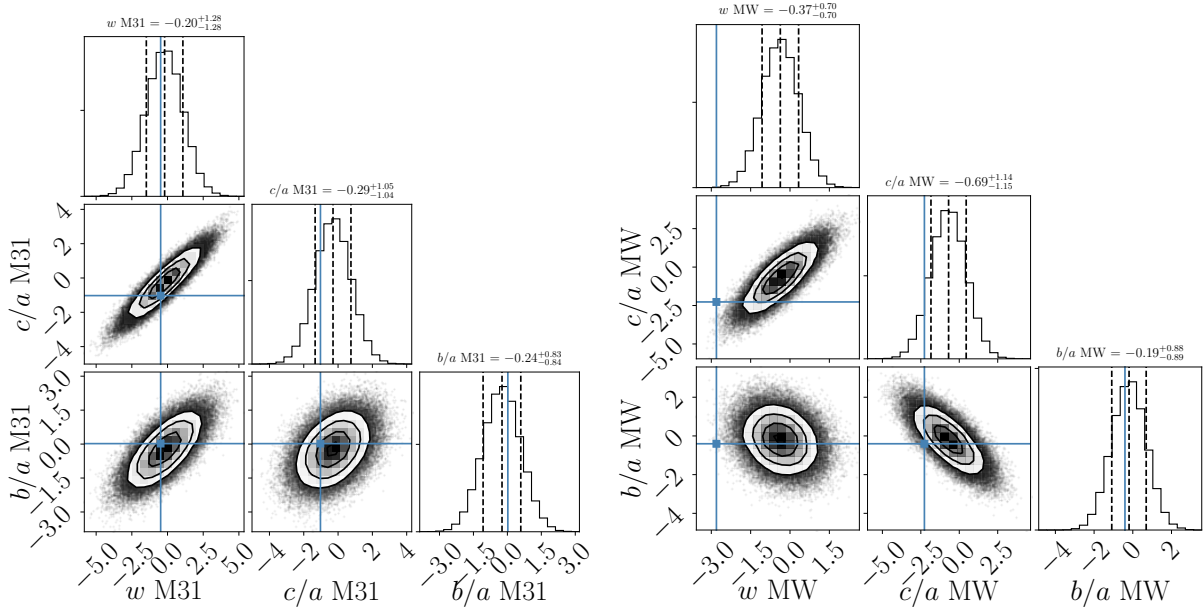 w M31 = −0.20+1.28−1.28
w MW = −0.37+0.70−0.70
c/a M31 = −0.29+1.05−1.04
c/a MW = −0.69+1.14−1.15
b/a M31 = −0.24+0.83−0.84
b/a MW = −0.19+0.88−0.89
c/a M31
4
2
0
−2
−4
b/a M31
3.0
1.5
0.0
−1.5
−3.0
−5.0 −2.5 0.0 2.5 5.0
w M31
−4 −2 0 2 4
c/a M31
−3.0 −1.5 0.0 1.5 3.0
b/a M31
c/a MW
2.5
0.0
−2.5
−5.0
b/a MW
2
0
−2
−4
−3.0 −1.5 0.0 1.5
w MW
−5.0 −2.5 0.0 2.5
c/a MW
−4 −2 0 2
b/a MW